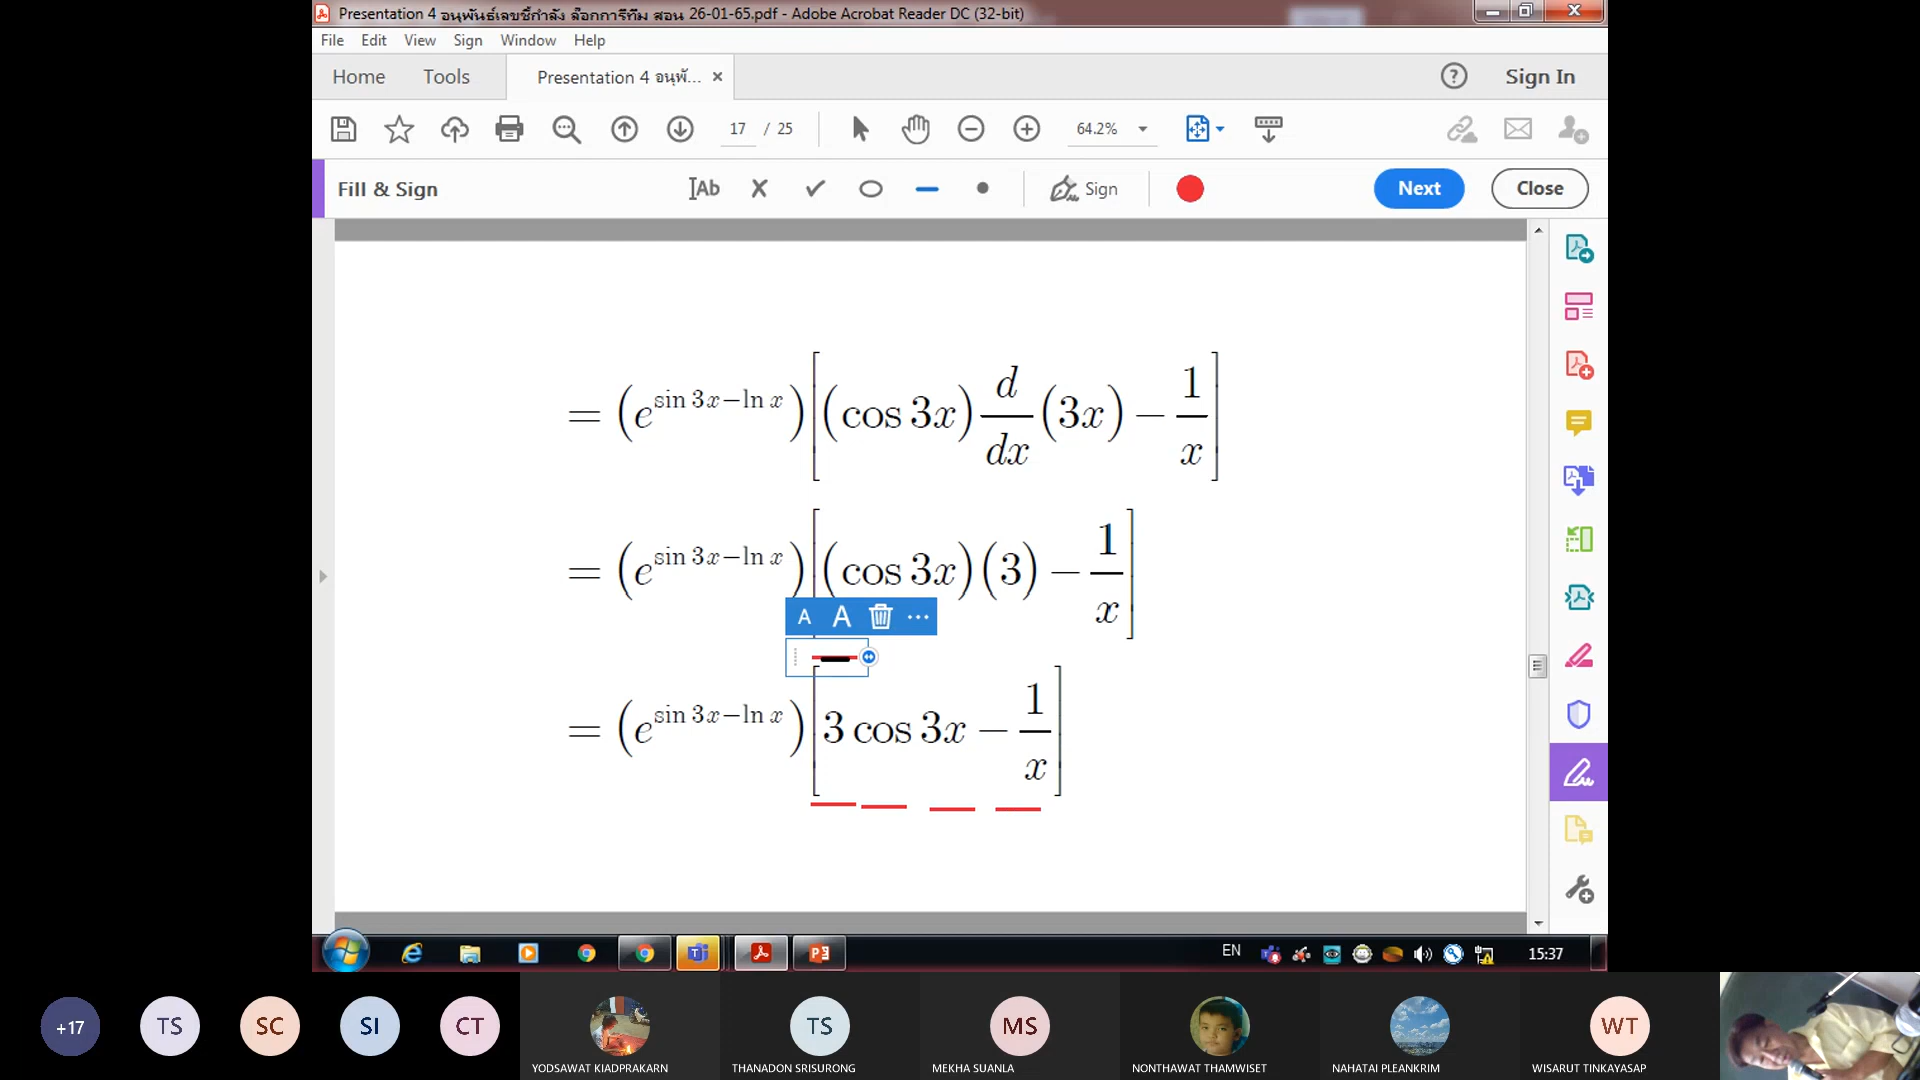 Presentation 4 อนุพันธ์เลขชี้กำลัง ล๊อกการีทึม สอน 26-01-65.pdf - Adobe Acrobat Reader DC (32-bit)
File Edit View Sign Window Help
Home Tools Presentation 4 อนุพั... × Sign In
17 / 25 64.2%
Fill & Sign Ab Sign Next Close
= (e^{sin 3x−ln x}) [(cos 3x) d/dx (3x) − 1/x]
= (e^{sin 3x−ln x}) [(cos 3x)(3) − 1/x]
A A ...
= (e^{sin 3x−ln x}) [3 cos 3x − 1/x]
EN 15:37
+17 TS SC SI CT TS MS WT
YODSAWAT KIADPRAKARN THANADON SRISURONG MEKHA SUANLA NONTHAWAT THAMWISET NAHATAI PLEANKRIM WISARUT TINKAYASAP